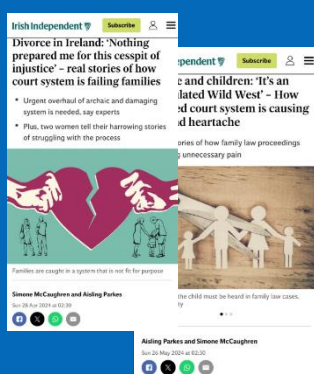 Irish Independent
Subscribe
Divorce in Ireland: ‘Nothing
prepared me for this cesspit of
injustice’ – real stories of how
court system is failing families
• Urgent overhaul of archaic and damaging
system is needed, say experts
• Plus, two women tell their harrowing stories
of struggling with the process
Families are caught in a system that is not fit for purpose
Simone McCaughren and Aisling Parkes
Sun 28 Apr 2024 at 02:30
ependent
Subscribe
e and children: ‘It’s an
lated Wild West’ – How
ed court system is causing
d heartache
ories of how family law proceedings
g unnecessary pain
the child must be heard in family law cases.
Aisling Parkes and Simone McCaughren
Sun 26 May 2024 at 02:30